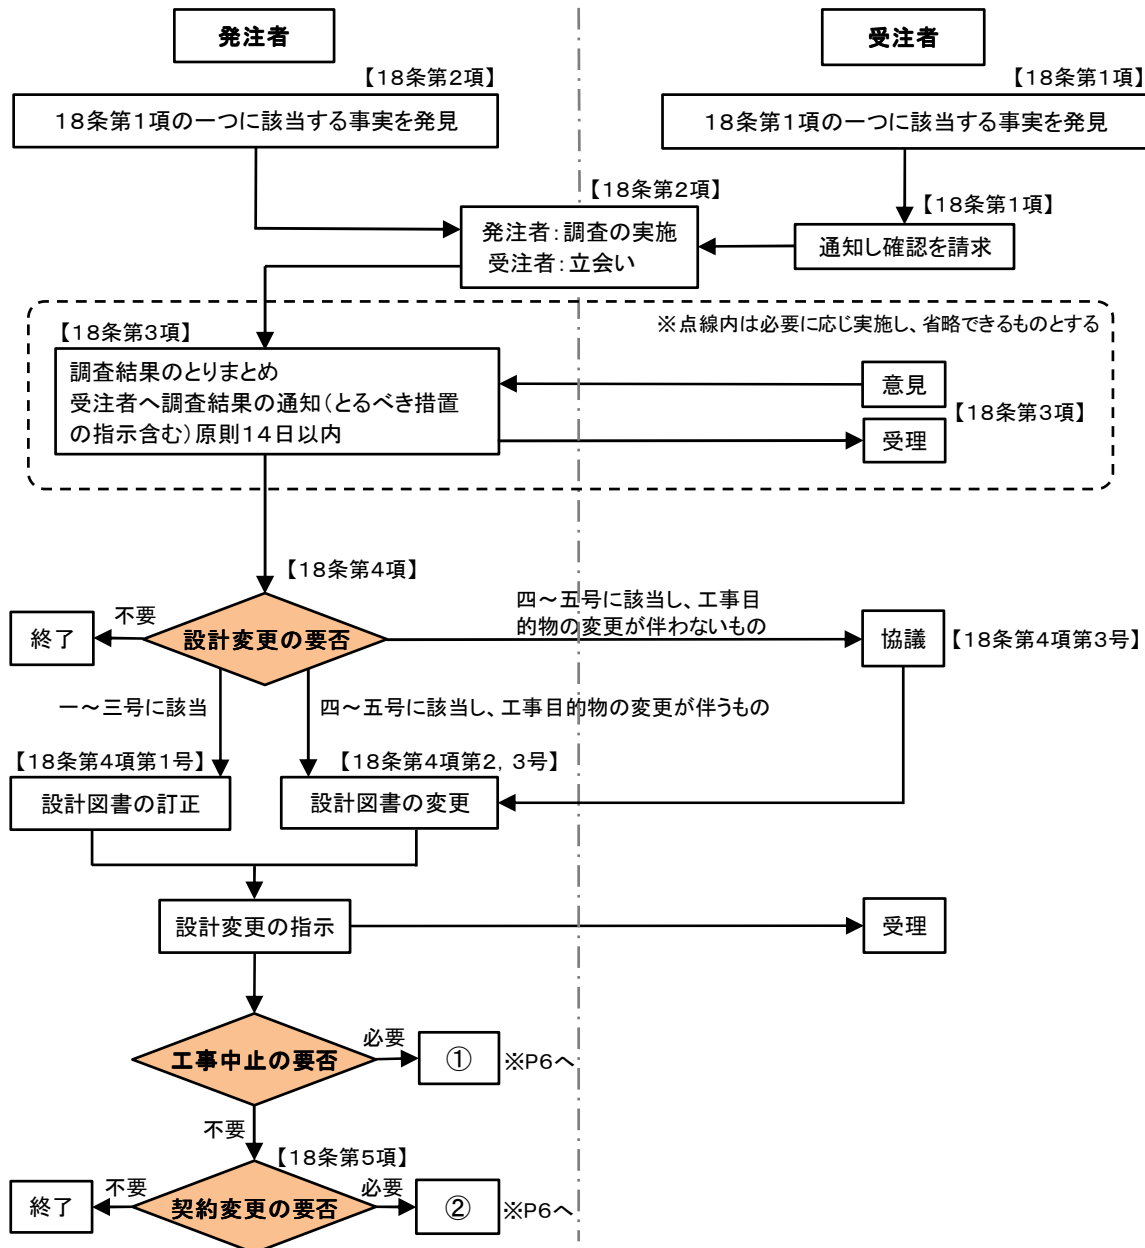 発注者
受注者
【18条第2項】
【18条第1項】
18条第1項の一つに該当する事実を発見
18条第1項の一つに該当する事実を発見
【18条第2項】
【18条第1項】
発注者：調査の実施
受注者：立会い
通知し確認を請求
※点線内は必要に応じ実施し、省略できるものとする
【18条第3項】
調査結果のとりまとめ
受注者へ調査結果の通知（とるべき措置
の指示含む）原則14日以内
意見
【18条第3項】
受理
【18条第4項】
不要
終了
設計変更の要否
四～五号に該当し、工事目
的物の変更が伴わないもの
協議
【18条第4項第3号】
一～三号に該当
四～五号に該当し、工事目的物の変更が伴うもの
【18条第4項第1号】
【18条第4項第2，3号】
設計図書の訂正
設計図書の変更
設計変更の指示
受理
工事中止の要否
必要
①
※P6へ
不要
【18条第5項】
不要
終了
契約変更の要否
必要
②
※P6へ